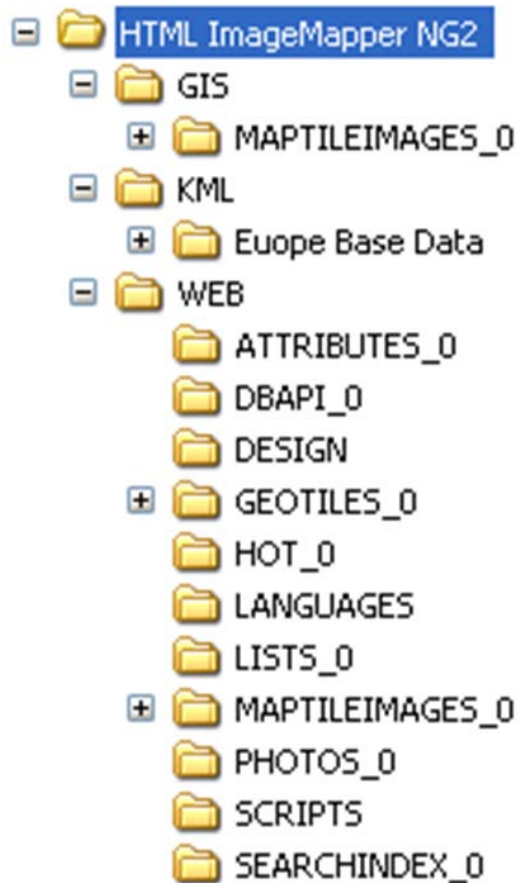 HTML ImageMapper NG2
GIS
MAPTILEIMAGES_0
KML
Euope Base Data
WEB
ATTRIBUTES_0
DBAPI_0
DESIGN
GEOTILES_0
HOT_0
LANGUAGES
LISTS_0
MAPTILEIMAGES_0
PHOTOS_0
SCRIPTS
SEARCHINDEX_0